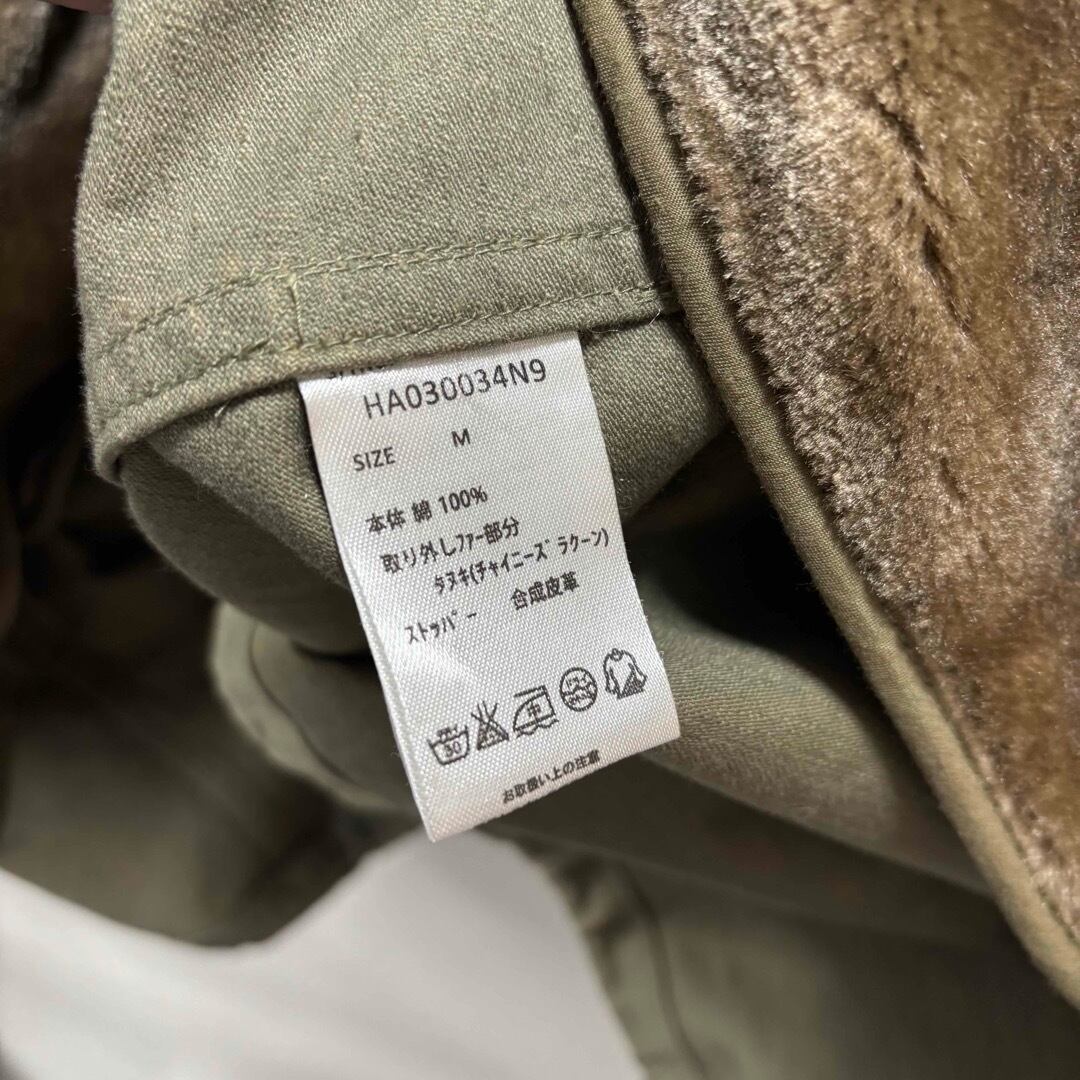 HA030034N9
SIZE M
本体 綿 100%
取り外しファー部分
タヌキ(チャイニーズ ラクーン)
ストッパー 合成皮革
30 中
お取扱い上の注意